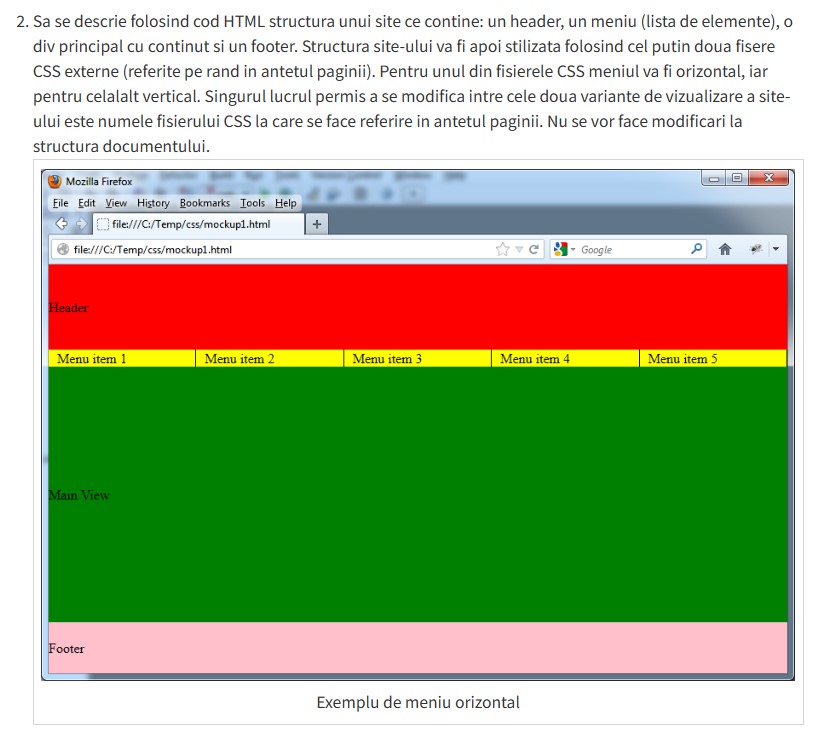 2. Sa se descrie folosind cod HTML structura unui site ce contine: un header, un meniu (lista de elemente), o
div principal cu continut si un footer. Structura site-ului va fi apoi stilizata folosind cel putin doua fisere
CSS externe (referite pe rand in antetul paginii). Pentru unul din fisierele CSS meniul va fi orizontal, iar
pentru celalalt vertical. Singurul lucrul permis a se modifica intre cele doua variante de vizualizare a site-
ului este numele fisierului CSS la care se face referire in antetul paginii. Nu se vor face modificari la
structura documentului.
Mozilla Firefox
File Edit View History Bookmarks Tools Help
file:///C:/Temp/css/mockup1.html +
file:///C:/Temp/css/mockup1.html Google
Header
Menu item 1 Menu item 2 Menu item 3 Menu item 4 Menu item 5
Main View
Footer
Exemplu de meniu orizontal